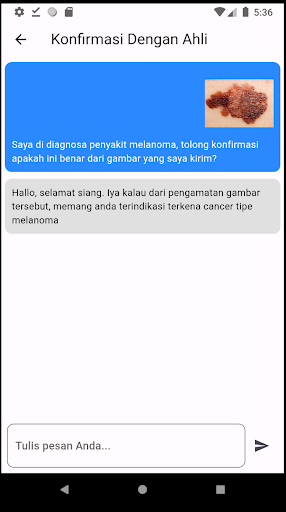 5:36
Konfirmasi Dengan Ahli
Saya di diagnosa penyakit melanoma, tolong konfirmasi
apakah ini benar dari gambar yang saya kirim?
Hallo, selamat siang. Iya kalau dari pengamatan gambar
tersebut, memang anda terindikasi terkena cancer tipe
melanoma
Tulis pesan Anda...